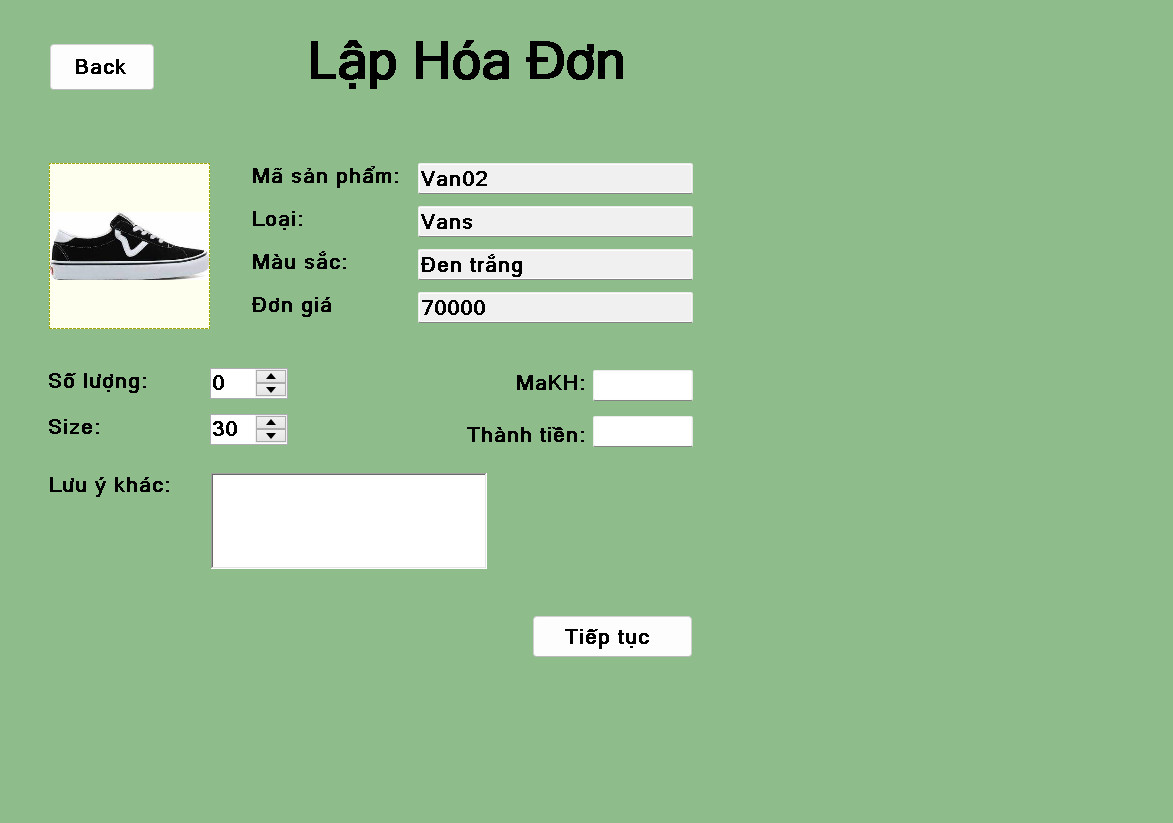 Back
Lập Hóa Đơn
Mã sản phẩm: Van02
Loại: Vans
Màu sắc: Đen trắng
Đơn giá 70000
Số lượng: 0
MaKH:
Size: 30
Thành tiền:
Lưu ý khác:
Tiếp tục